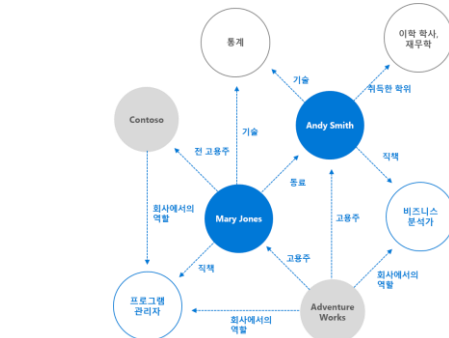 이학 학사,
재무학
통계
기술
취득한 학위
Contoso
Andy Smith
기술
전 고용주
직책
동료
회사에서의
역할
비즈니스
분석가
Mary Jones
고용주
고용주
직책
회사에서의
역할
프로그램
관리자
Adventure
Works
회사에서의
역할